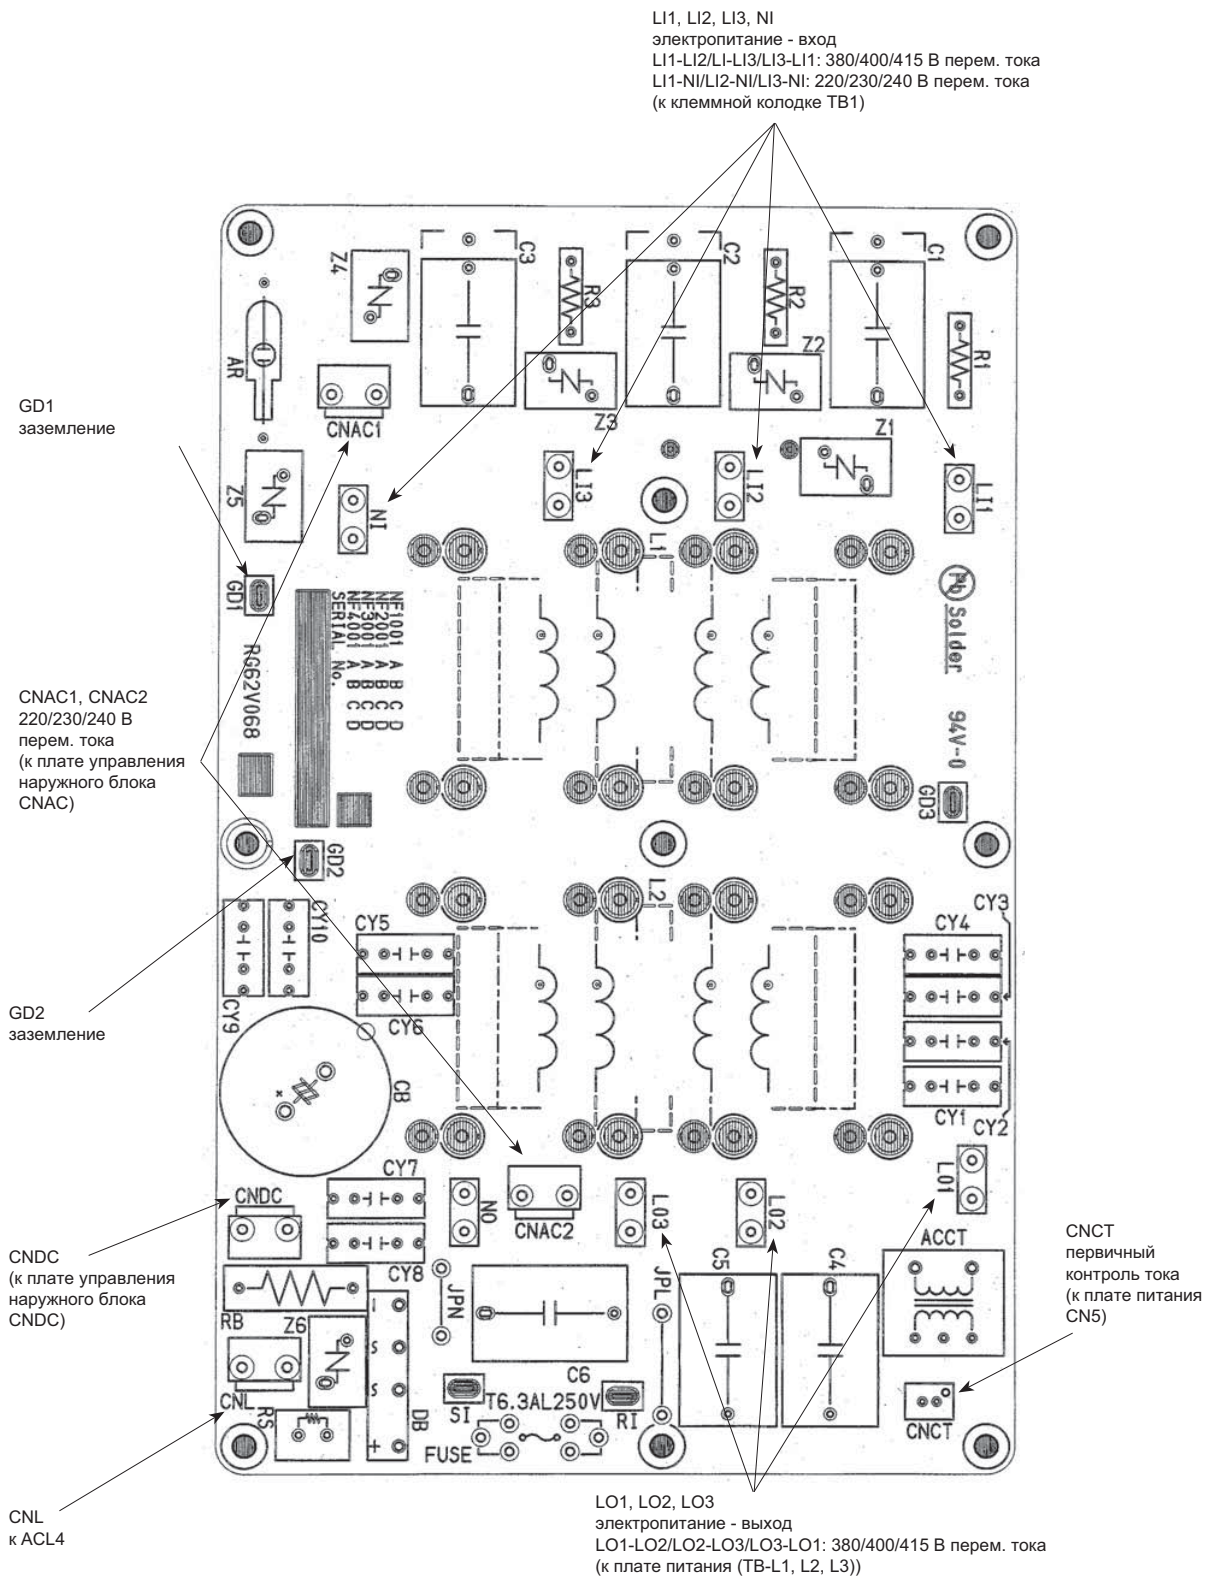 LI1, LI2, LI3, NI
электропитание - вход
LI1-LI2/LI-LI3/LI3-LI1: 380/400/415 В перем. тока
LI1-NI/LI2-NI/LI3-NI: 220/230/240 В перем. тока
(к клеммной колодке TB1)
C3
C2
C1
Z4
R3
R2
Z2
R1
AR
CNAC1
Z3
Z1
GD1
заземление
Z5
NI
LI3
LI2
LI1
L1
GD1
Pb Solder
NF1001 A B C D
NF2001 A B C D
NF3001 A B C D
NF4001 A B C D
SERIAL No.
RG62V068
94V-0
CNAC1, CNAC2
220/230/240 В
перем. тока
(к плате управления
наружного блока
CNAC)
GD3
GD2
L2
CY3
CY10
CY5
CY4
CY9
CY6
GD2
заземление
CB
CY1
CY2
CY7
LO1
CNDC
NO
CNAC2
LO3
LO2
ACCT
CNDC
(к плате управления
наружного блока
CNDC)
CY8
JPN
JPL
C5
C4
CNCT
первичный
контроль тока
(к плате питания
CN5)
RB
Z6
I
S
S
+
C6
CNL
RS
DB
SI
T6.3AL250V
RI
FUSE
CNCT
CNL
к ACL4
LO1, LO2, LO3
электропитание - выход
LO1-LO2/LO2-LO3/LO3-LO1: 380/400/415 В перем. тока
(к плате питания (TB-L1, L2, L3))